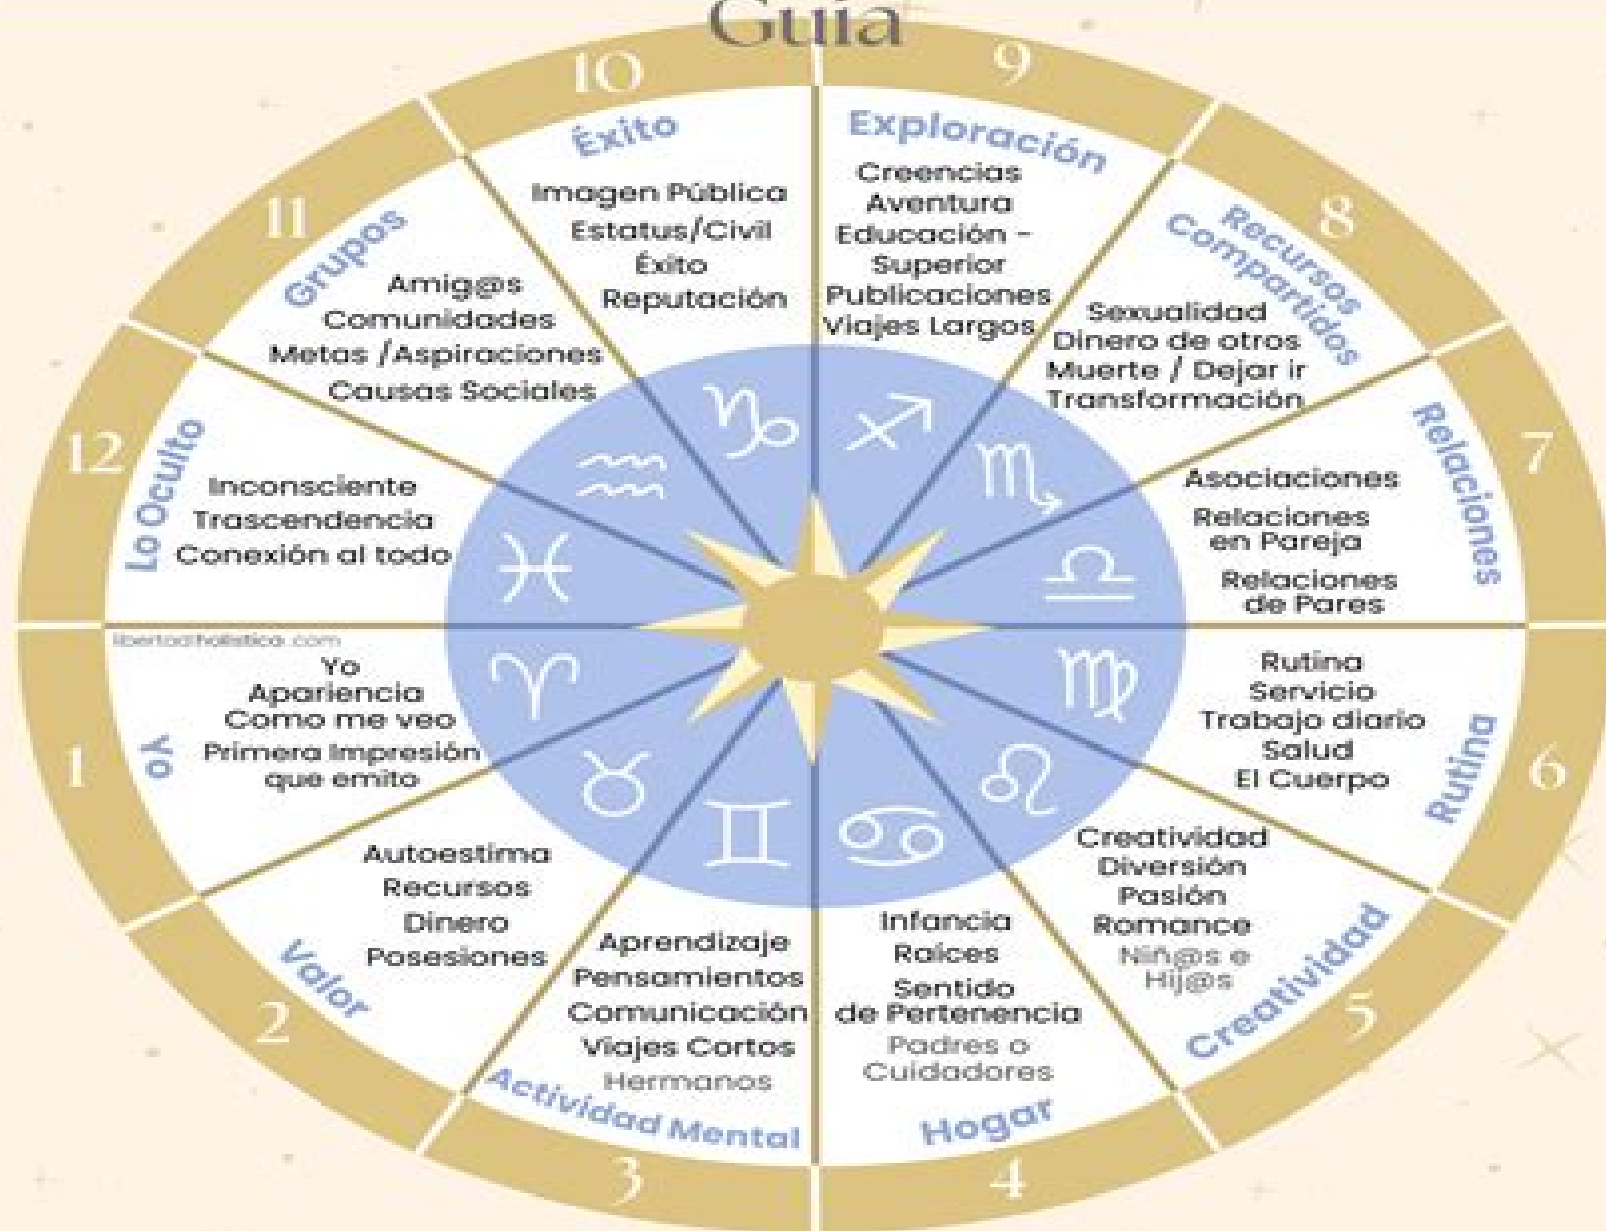 Guía
10
Éxito
Imagen Pública
Estatus/Civil
Éxito
Reputación
9
Exploración
Creencias
Aventura
Educación -
Superior
Publicaciones
Viajes Largos
8
Recursos
Compartidos
Sexualidad
Dinero de otros
Muerte / Dejar ir
Transformación
7
Relaciones
Asociaciones
Relaciones
en Pareja
Relaciones
de Pares
6
Rutina
Rutina
Servicio
Trabajo diario
Salud
El Cuerpo
5
Creatividad
Creatividad
Diversión
Pasión
Romance
Niñ@s e
Hij@s
4
Hogar
Infancia
Raíces
Sentido
de Pertenencia
Padres o
Cuidadores
3
Actividad Mental
Aprendizaje
Pensamientos
Comunicación
Viajes Cortos
Hermanos
2
Valor
Autoestima
Recursos
Dinero
Posesiones
1
Yo
libertadholistica.com
Yo
Apariencia
Como me veo
Primera Impresión
que emito
12
Lo Oculto
Inconsciente
Trascendencia
Conexión al todo
11
Grupos
Amig@s
Comunidades
Metas /Aspiraciones
Causas Sociales